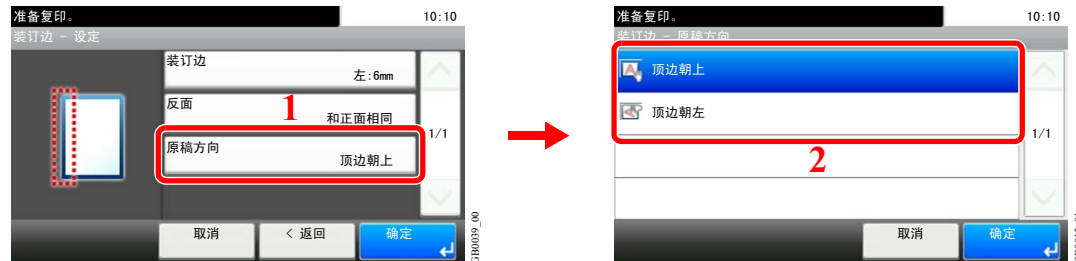 准备复印。 10:10
装订边 - 设定
装订边
左:6mm
反面
1
和正面相同
1/1
原稿方向
顶边朝上
取消
< 返回
确定
GB0039_00
准备复印。 10:10
装订边 - 原稿方向
顶边朝上
顶边朝左
1/1
2
取消
确定